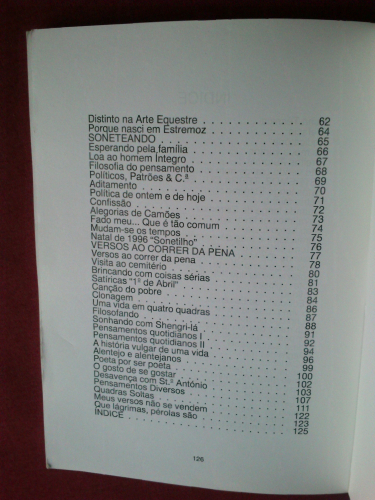 Distinto na Arte Equestre . . . . . . . . . . . . . 62
Porque nasci em Estremoz . . . . . . . . . . . . . 64
SONETEANDO . . . . . . . . . . . . . 65
Esperando pela família . . . . . . . . . . . . . 66
Loa ao homem Integro . . . . . . . . . . . . . 67
Filosofia do pensamento . . . . . . . . . . . . . 68
Políticos, Patrões & C.ª . . . . . . . . . . . . . 69
Aditamento . . . . . . . . . . . . . 70
Política de ontem e de hoje . . . . . . . . . . . . . 71
Confissão . . . . . . . . . . . . . 72
Alegorias de Camões . . . . . . . . . . . . . 73
Fado meu... Que é tão comum . . . . . . . . . . . . . 74
Mudam-se os tempos . . . . . . . . . . . . . 75
Natal de 1996 "Sonetilho" . . . . . . . . . . . . . 76
VERSOS AO CORRER DA PENA . . . . . . . . . . . . . 77
Versos ao correr da pena . . . . . . . . . . . . . 78
Visita ao cemitério . . . . . . . . . . . . . 80
Brincando com coisas sérias . . . . . . . . . . . . . 81
Satíricas "1º de Abril" . . . . . . . . . . . . . 83
Canção do pobre . . . . . . . . . . . . . 84
Clonagem . . . . . . . . . . . . . 86
Uma vida em quatro quadras . . . . . . . . . . . . . 87
Filosofando . . . . . . . . . . . . . 88
Sonhando com Shengri-lá . . . . . . . . . . . . . 91
Pensamentos quotidianos I . . . . . . . . . . . . . 92
Pensamentos quotidianos II . . . . . . . . . . . . . 94
A história vulgar de uma vida . . . . . . . . . . . . . 96
Alentejo e alentejanos . . . . . . . . . . . . . 99
Poeta por ser poeta . . . . . . . . . . . . . 100
O gosto de se gostar . . . . . . . . . . . . . 102
Desavença com St.º António . . . . . . . . . . . . . 103
Pensamentos Diversos . . . . . . . . . . . . . 107
Quadras Soltas . . . . . . . . . . . . . 111
Meus versos não se vendem . . . . . . . . . . . . . 122
Que lágrimas, pérolas são . . . . . . . . . . . . . 123
INDICE . . . . . . . . . . . . . 125
126